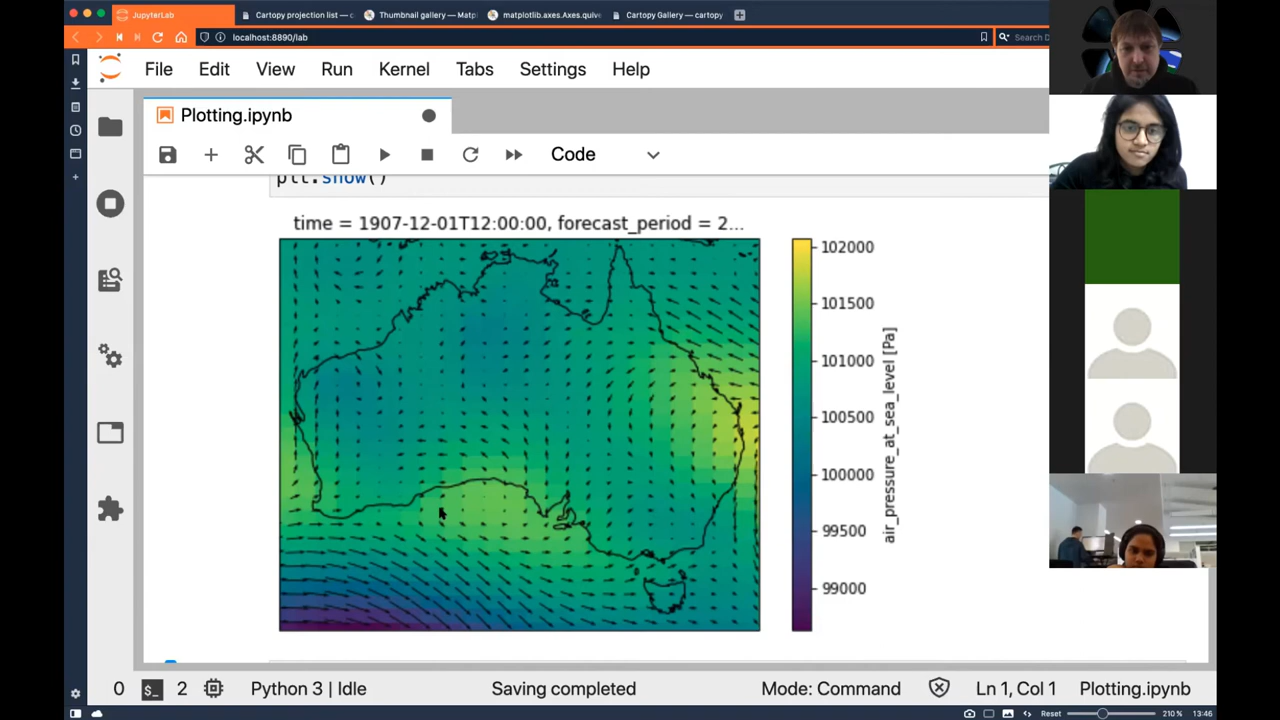 JupyterLab
Cartopy projection list — c
Thumbnail gallery — Matp
matplotlib.axes.Axes.quive
Cartopy Gallery — cartopy
localhost:8890/lab
Search D
File Edit View Run Kernel Tabs Settings Help
Plotting.ipynb
Code
plt.show()
time = 1907-12-01T12:00:00, forecast_period = 2...
102000
101500
101000
100500
100000
99500
99000
air_pressure_at_sea_level [Pa]
0 $_ 2 Python 3 | Idle Saving completed Mode: Command Ln 1, Col 1 Plotting.ipynb
Reset 210 % 13:46